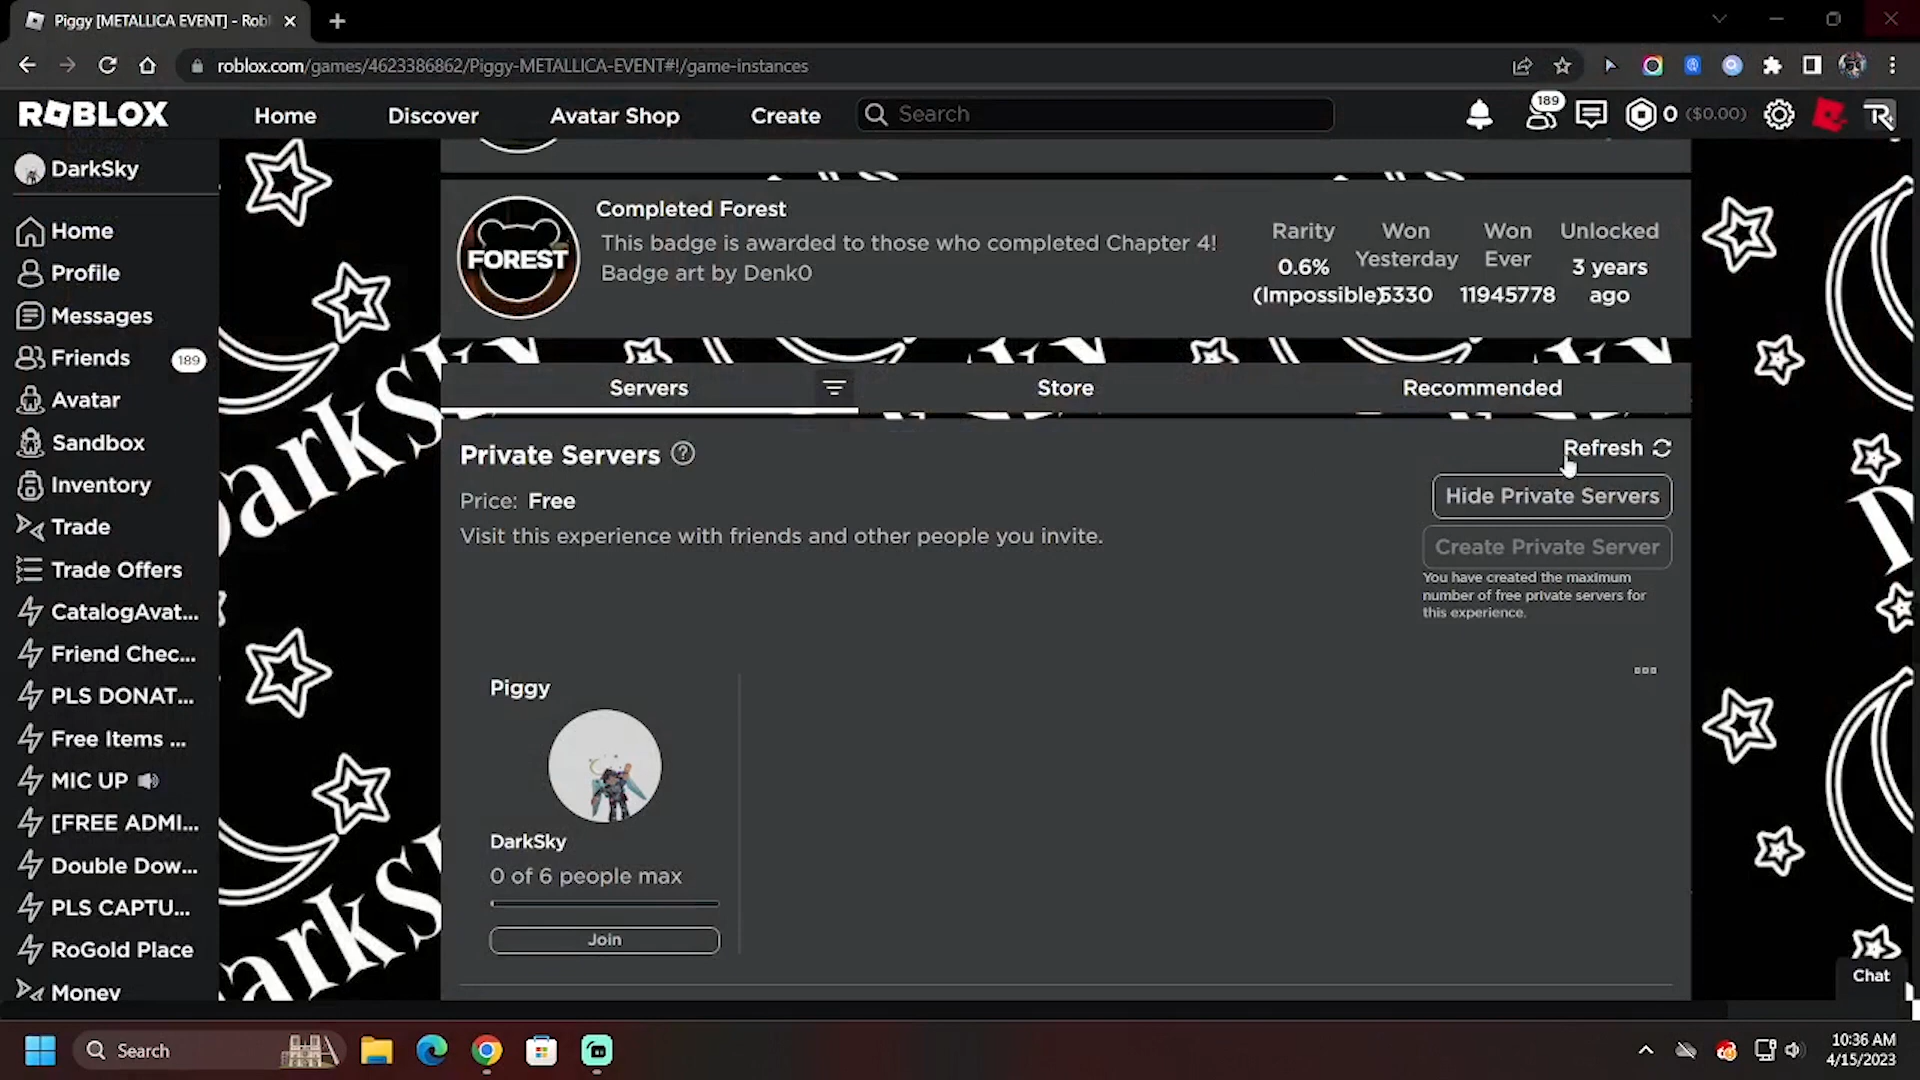 Piggy [METALLICA EVENT] - Rob
roblox.com/games/4623386862/Piggy-METALLICA-EVENT#!/game-instances
ROBLOX
Home
Discover
Avatar Shop
Create
Search
189
0 ($0.00)
DarkSky
Home
Profile
Messages
Friends
189
Avatar
Sandbox
Inventory
Trade
Trade Offers
CatalogAvat...
Friend Chec...
PLS DONAT...
Free Items ...
MIC UP
[FREE ADMI...
Double Dow...
PLS CAPTU...
RoGold Place
Money
FOREST
Completed Forest
This badge is awarded to those who completed Chapter 4!
Badge art by Denk0
Rarity
0.6%
(Impossible)
Won
Yesterday
5330
Won
Ever
11945778
Unlocked
3 years
ago
Servers
Store
Recommended
Private Servers
Refresh
Price: Free
Hide Private Servers
Visit this experience with friends and other people you invite.
Create Private Server
You have created the maximum
number of free private servers for
this experience.
Piggy
DarkSky
0 of 6 people max
Join
Chat
Search
10:36 AM
4/15/2023